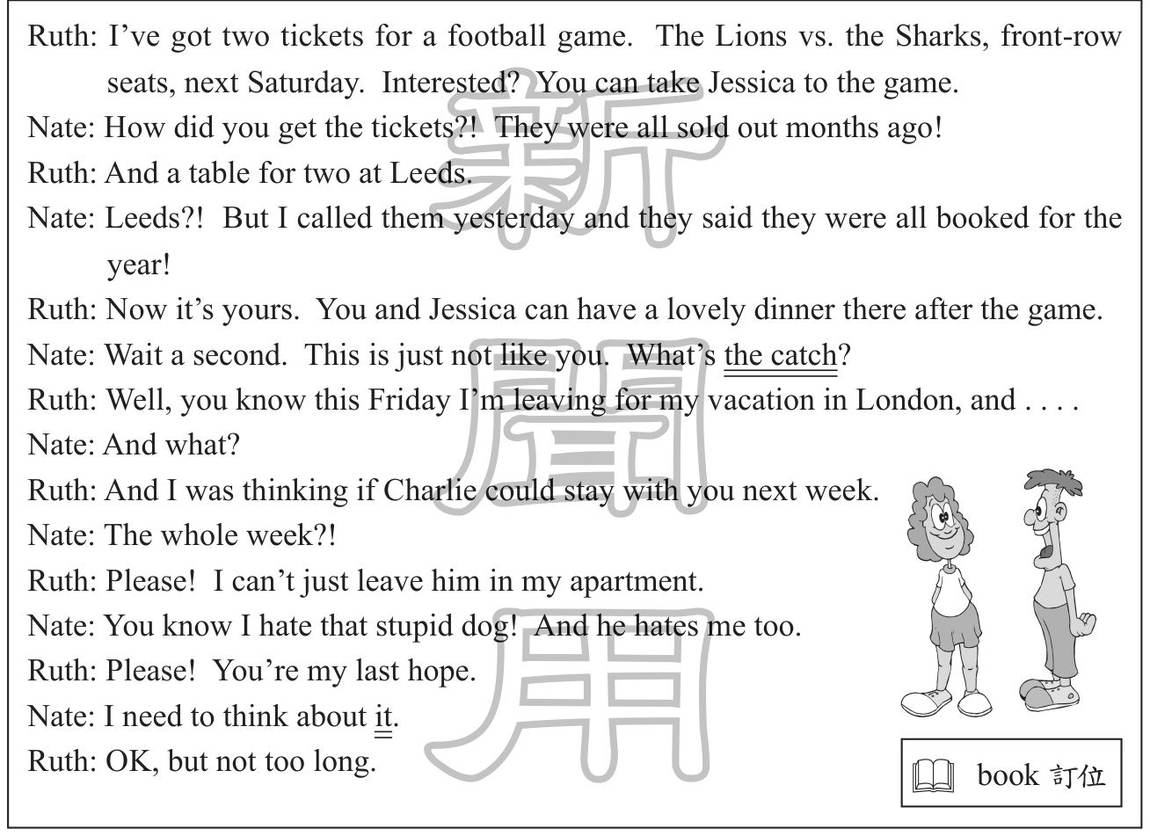 Ruth: I've got two tickets for a football game. The Lions vs. the Sharks, front-row
seats, next Saturday. Interested? You can take Jessica to the game.
Nate: How did you get the tickets?! They were all sold out months ago!
Ruth: And a table for two at Leeds.
Nate: Leeds?! But I called them yesterday and they said they were all booked for the
year!
Ruth: Now it's yours. You and Jessica can have a lovely dinner there after the game.
Nate: Wait a second. This is just not like you. What's the catch?
Ruth: Well, you know this Friday I'm leaving for my vacation in London, and . . . .
Nate: And what?
Ruth: And I was thinking if Charlie could stay with you next week.
Nate: The whole week?!
Ruth: Please! I can't just leave him in my apartment.
Nate: You know I hate that stupid dog! And he hates me too.
Ruth: Please! You're my last hope.
Nate: I need to think about it.
Ruth: OK, but not too long.
book 訂位
新
聞
用